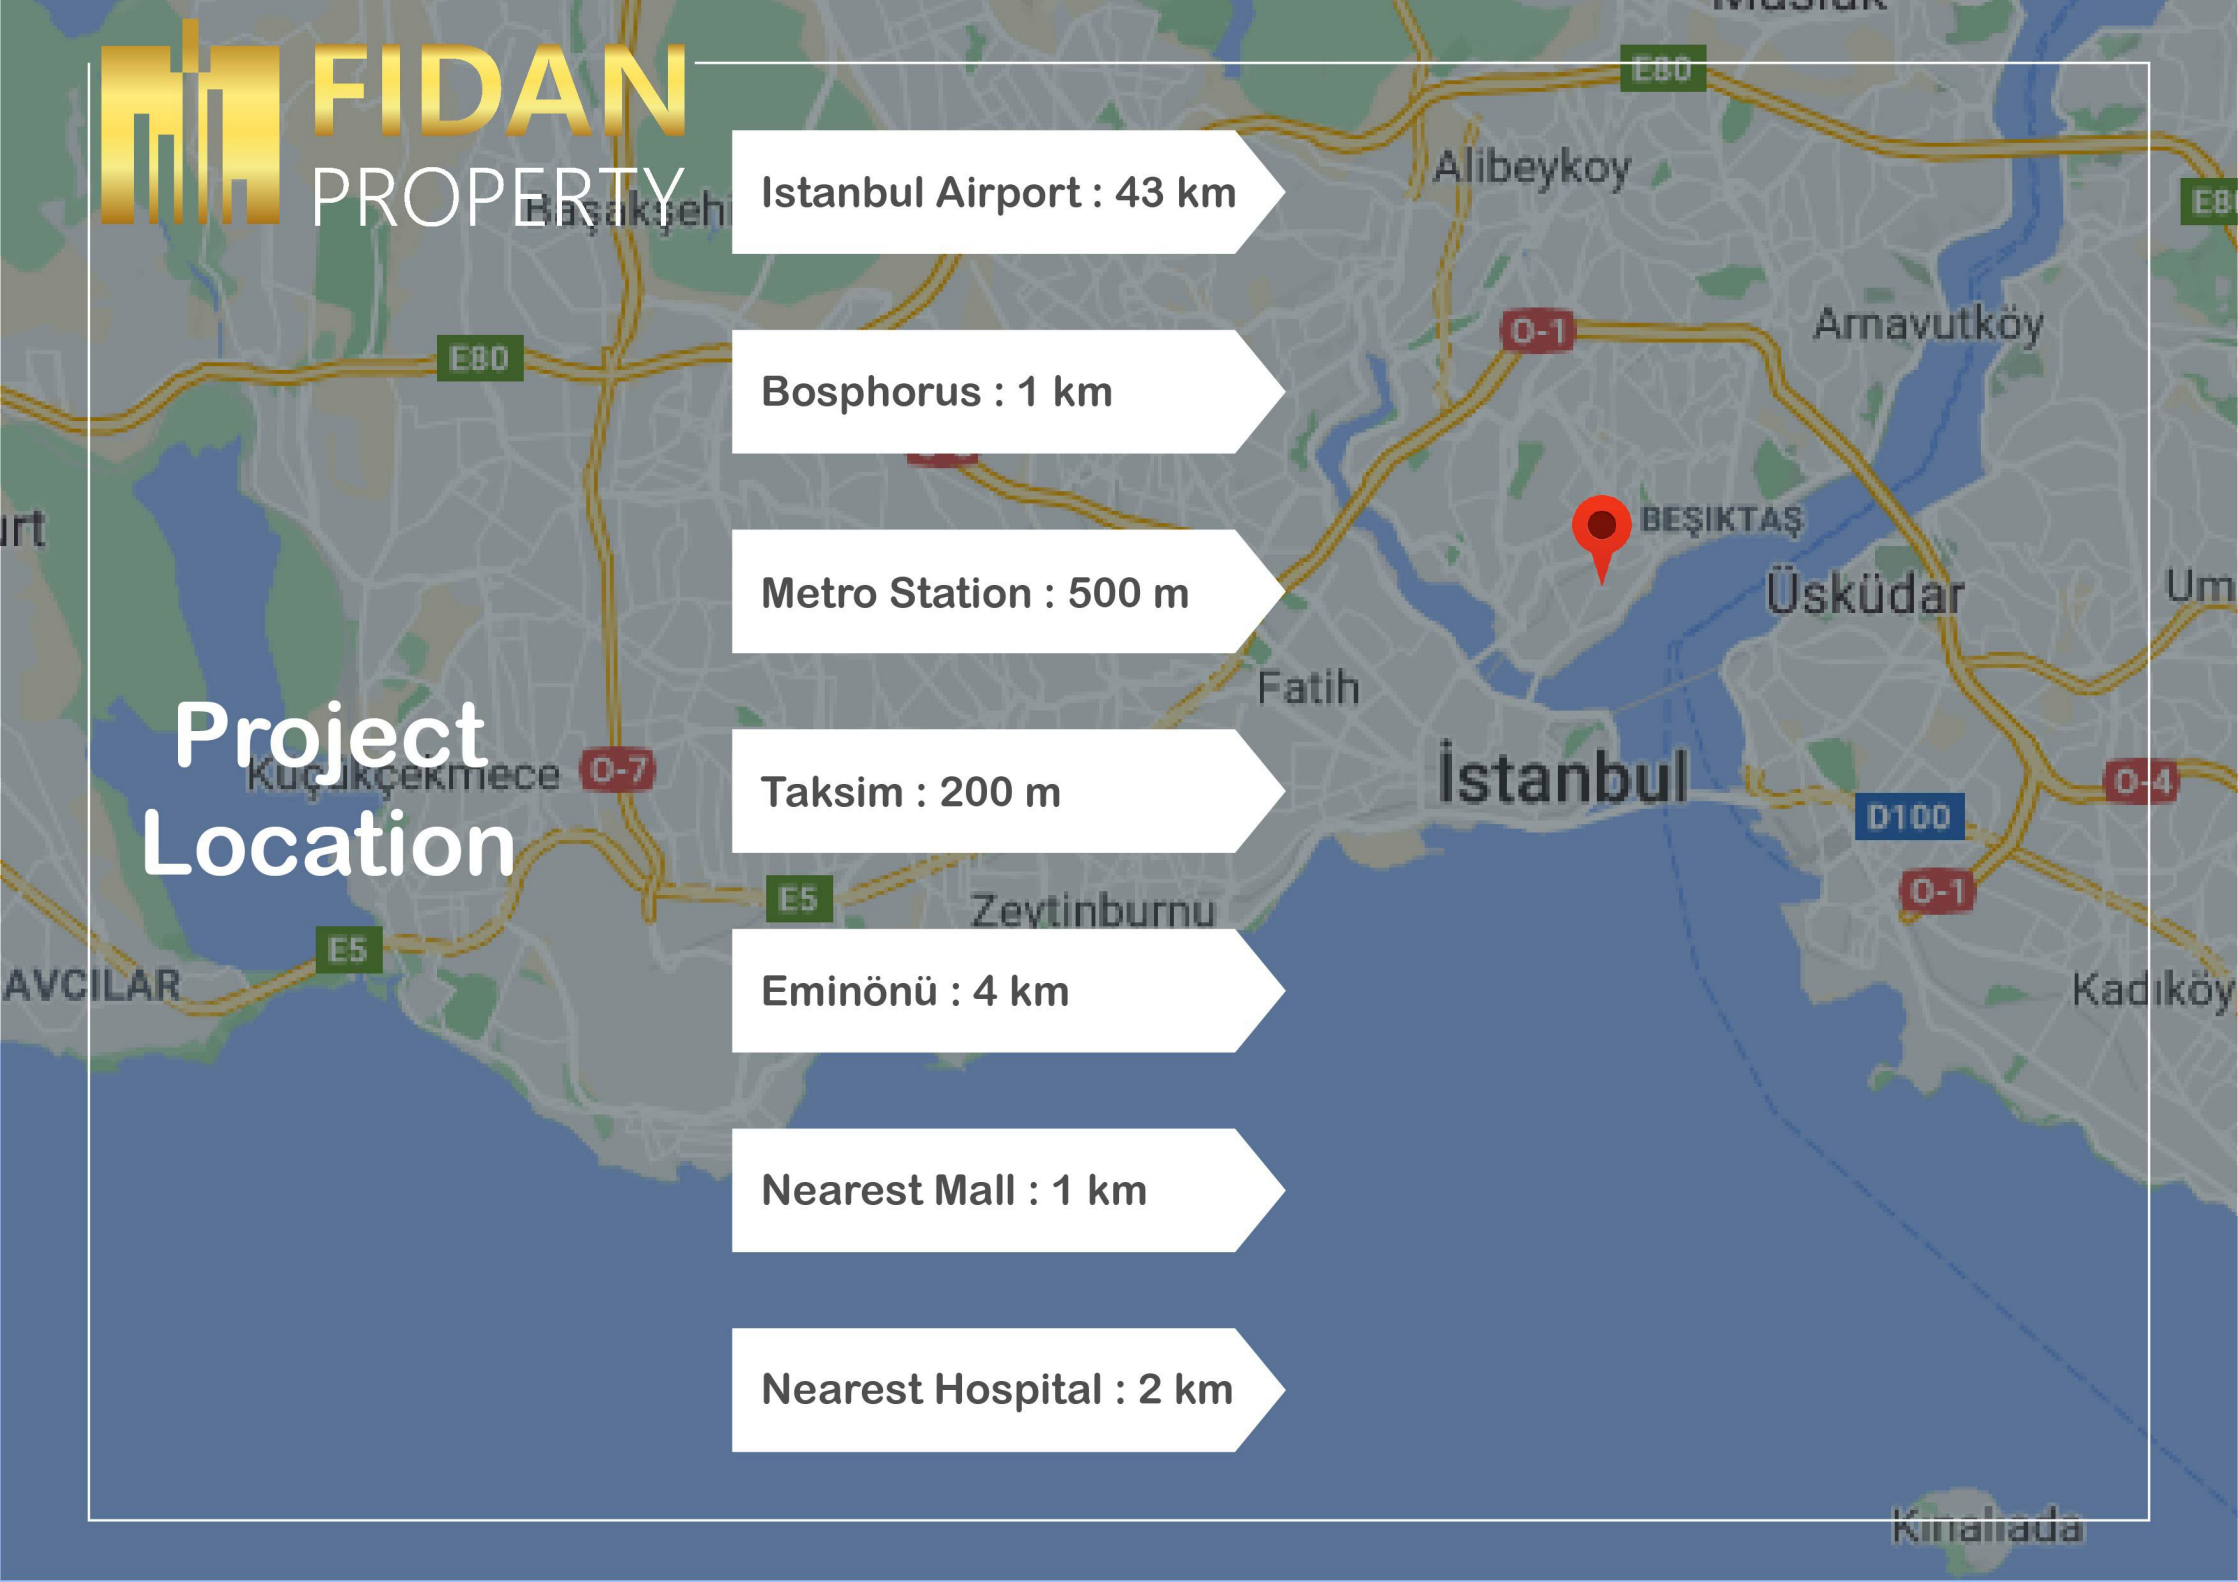 FIDAN
PROPERTY
Project
Location
Istanbul Airport : 43 km
Bosphorus : 1 km
Metro Station : 500 m
Taksim : 200 m
Eminönü : 4 km
Nearest Mall : 1 km
Nearest Hospital : 2 km
E80
Alibeykoy
E80
O-1
Arnavutköy
BEŞIKTAŞ
Üsküdar
Fatih
İstanbul
O-4
D100
O-1
Kadıköy
Küçükçekmece
O-7
E5
Zeytinburnu
E5
AVCILAR
Kınalıada